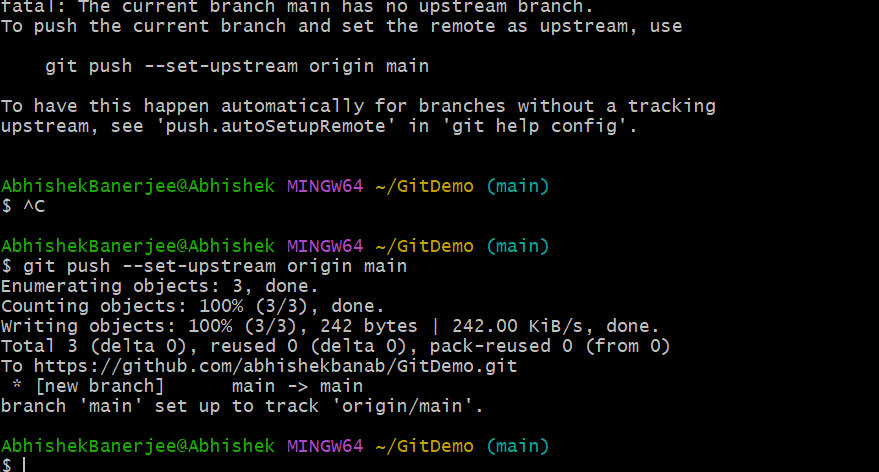 fatal: The current branch main has no upstream branch.
To push the current branch and set the remote as upstream, use
    git push --set-upstream origin main
To have this happen automatically for branches without a tracking
upstream, see 'push.autoSetupRemote' in 'git help config'.
AbhishekBanerjee@Abhishek MINGW64 ~/GitDemo (main)
$ ^C
AbhishekBanerjee@Abhishek MINGW64 ~/GitDemo (main)
$ git push --set-upstream origin main
Enumerating objects: 3, done.
Counting objects: 100% (3/3), done.
Writing objects: 100% (3/3), 242 bytes | 242.00 KiB/s, done.
Total 3 (delta 0), reused 0 (delta 0), pack-reused 0 (from 0)
To https://github.com/abhishekbanab/GitDemo.git
 * [new branch]      main -> main
branch 'main' set up to track 'origin/main'.
AbhishekBanerjee@Abhishek MINGW64 ~/GitDemo (main)
$